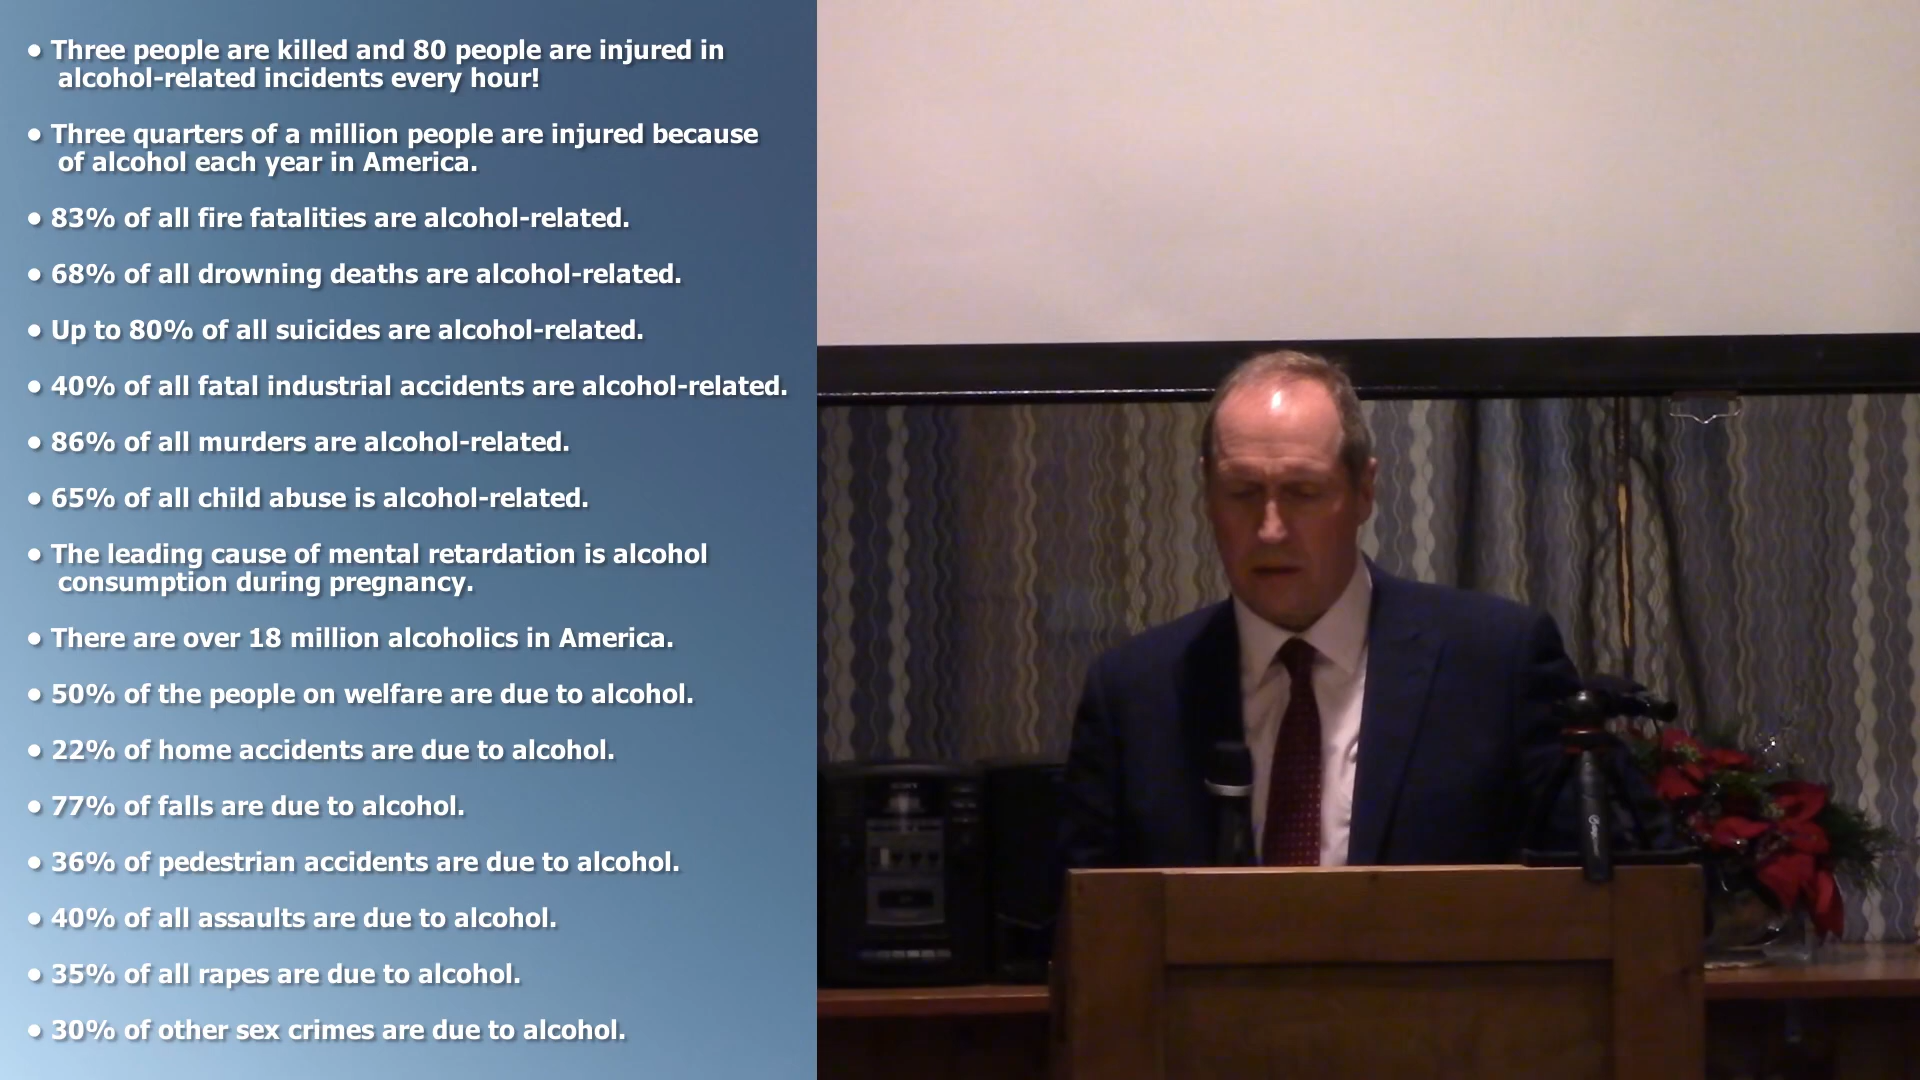 • Three people are killed and 80 people are injured in
alcohol-related incidents every hour!
• Three quarters of a million people are injured because
of alcohol each year in America.
• 83% of all fire fatalities are alcohol-related.
• 68% of all drowning deaths are alcohol-related.
• Up to 80% of all suicides are alcohol-related.
• 40% of all fatal industrial accidents are alcohol-related.
• 86% of all murders are alcohol-related.
• 65% of all child abuse is alcohol-related.
• The leading cause of mental retardation is alcohol
consumption during pregnancy.
• There are over 18 million alcoholics in America.
• 50% of the people on welfare are due to alcohol.
• 22% of home accidents are due to alcohol.
• 77% of falls are due to alcohol.
• 36% of pedestrian accidents are due to alcohol.
• 40% of all assaults are due to alcohol.
• 35% of all rapes are due to alcohol.
• 30% of other sex crimes are due to alcohol.
SONY